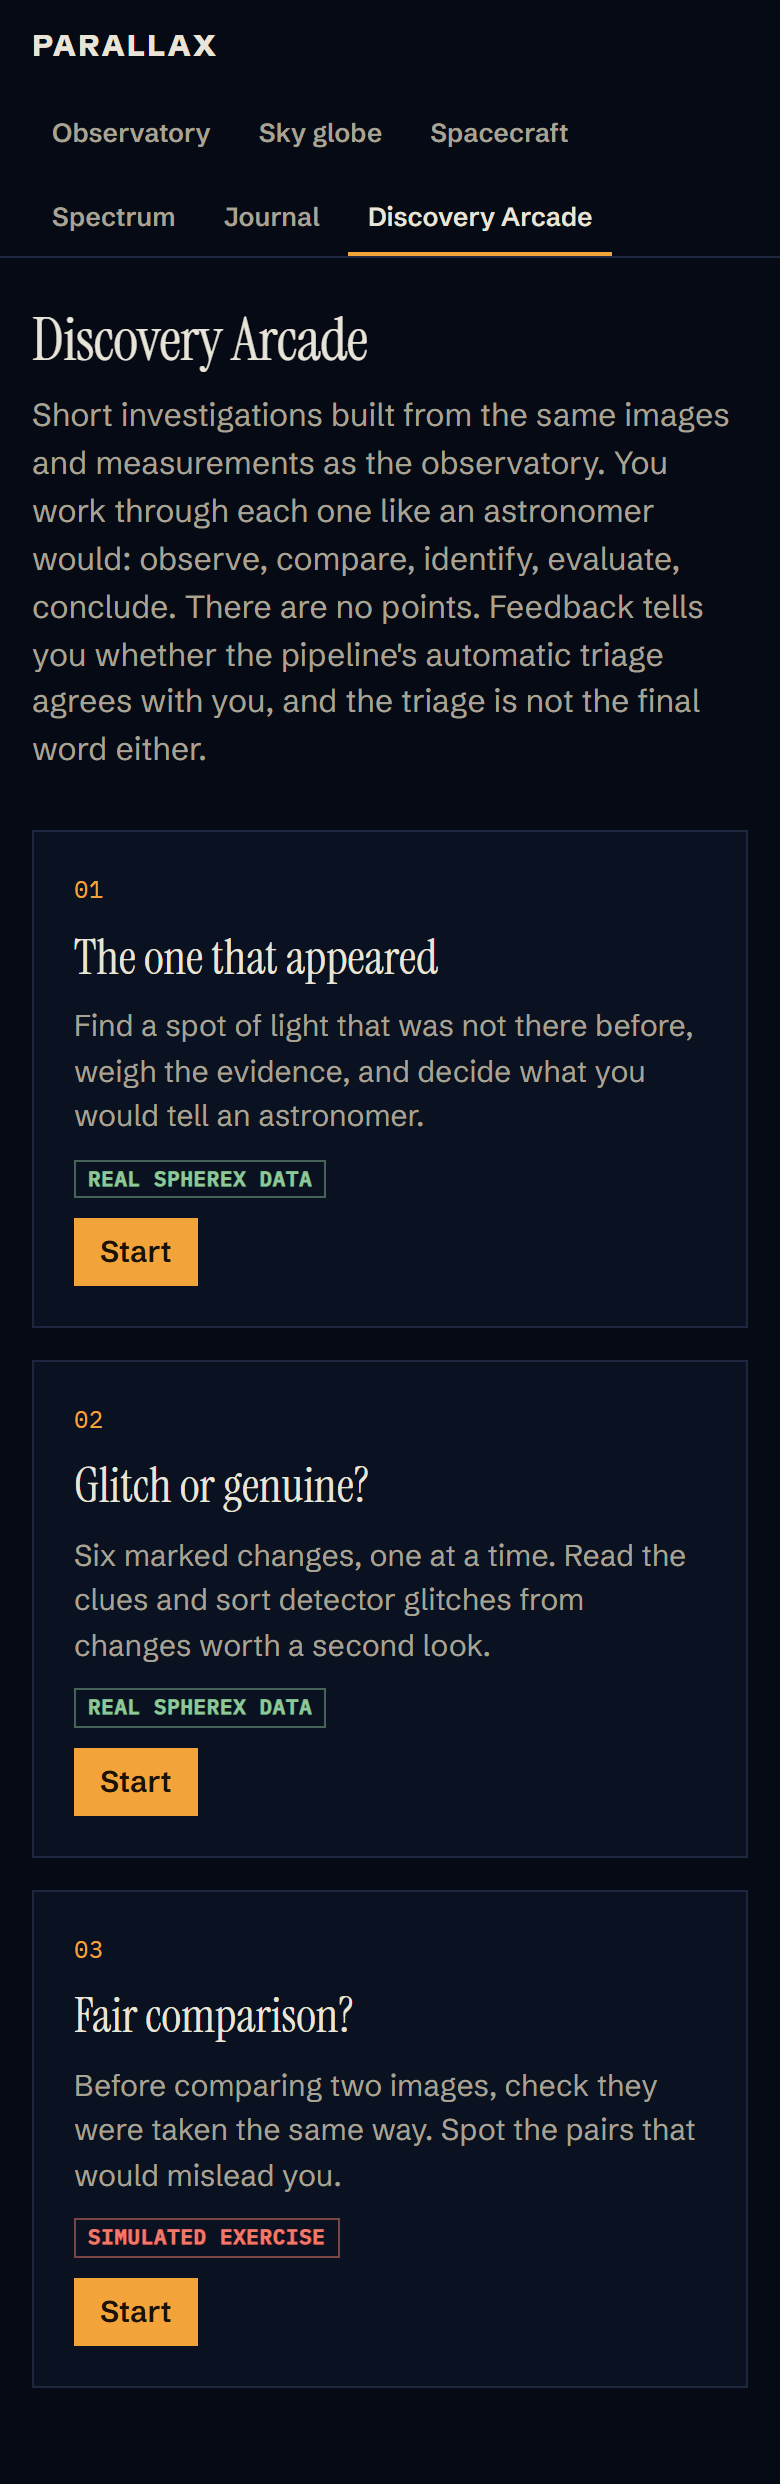 PARALLAX
Observatory Sky globe Spacecraft
Spectrum Journal Discovery Arcade
Discovery Arcade
Short investigations built from the same images
and measurements as the observatory. You
work through each one like an astronomer
would: observe, compare, identify, evaluate,
conclude. There are no points. Feedback tells
you whether the pipeline's automatic triage
agrees with you, and the triage is not the final
word either.
01
The one that appeared
Find a spot of light that was not there before,
weigh the evidence, and decide what you
would tell an astronomer.
REAL SPHEREX DATA
Start
02
Glitch or genuine?
Six marked changes, one at a time. Read the
clues and sort detector glitches from
changes worth a second look.
REAL SPHEREX DATA
Start
03
Fair comparison?
Before comparing two images, check they
were taken the same way. Spot the pairs that
would mislead you.
SIMULATED EXERCISE
Start